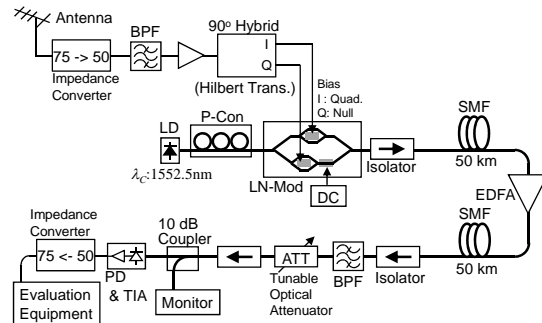 Antenna
75 -> 50
Impedance
Converter
BPF
90º Hybrid
I
Q
(Hilbert Trans.)
Bias
I : Quad.
Q: Null
LD
λC:1552.5nm
P-Con
LN-Mod
DC
Isolator
SMF
50 km
EDFA
SMF
50 km
Isolator
BPF
ATT
Tunable
Optical
Attenuator
10 dB
Coupler
Monitor
PD
& TIA
Impedance
Converter
75 <- 50
Evaluation
Equipment